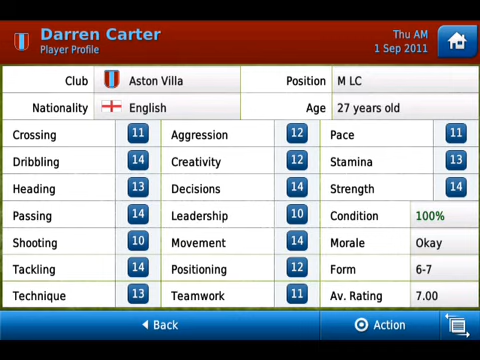 Darren Carter
Player Profile
Thu AM
1 Sep 2011
Club Aston Villa Position M LC
Nationality English Age 27 years old
Crossing 11 Aggression 12 Pace 11
Dribbling 14 Creativity 12 Stamina 13
Heading 13 Decisions 14 Strength 14
Passing 14 Leadership 10 Condition 100%
Shooting 10 Movement 14 Morale Okay
Tackling 14 Positioning 12 Form 6-7
Technique 13 Teamwork 11 Av. Rating 7.00
Back Action